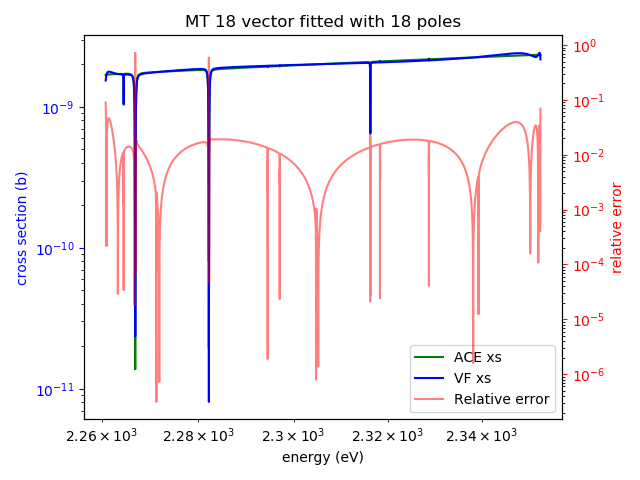 MT 18 vector fitted with 18 poles
10⁻⁹
10⁻¹⁰
10⁻¹¹
cross section (b)
10⁰
10⁻¹
10⁻²
10⁻³
10⁻⁴
10⁻⁵
10⁻⁶
relative error
ACE xs
VF xs
Relative error
2.26 × 10³ 2.28 × 10³ 2.3 × 10³ 2.32 × 10³ 2.34 × 10³
energy (eV)